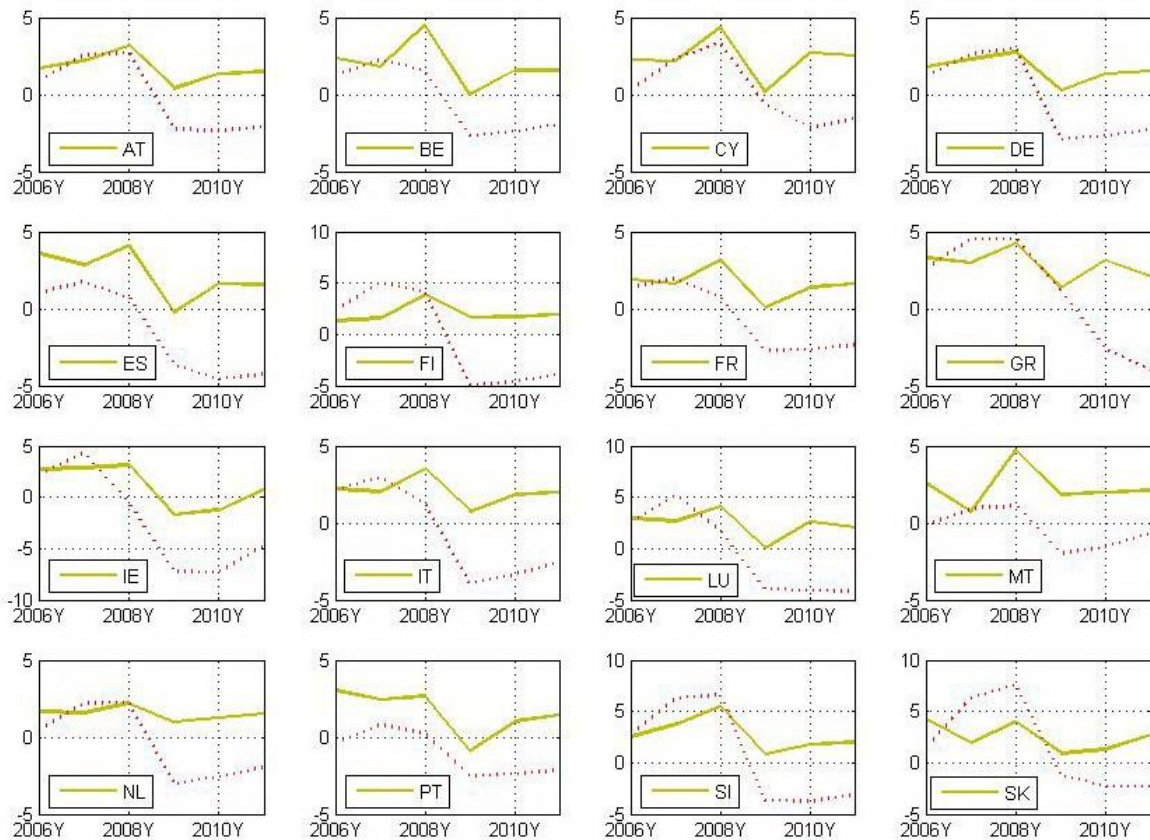 5 5 5 5
0 0 0 0
AT BE CY DE
-5 -5 -5 -5
2006Y 2008Y 2010Y 2006Y 2008Y 2010Y 2006Y 2008Y 2010Y 2006Y 2008Y 2010Y
5 10 5 5
5
0 0 0 0
ES FI FR GR
-5 -5 -5 -5
2006Y 2008Y 2010Y 2006Y 2008Y 2010Y 2006Y 2008Y 2010Y 2006Y 2008Y 2010Y
5 5 10 5
0 5
0 0 0
-5
IE IT LU MT
-10 -5 -5 -5
2006Y 2008Y 2010Y 2006Y 2008Y 2010Y 2006Y 2008Y 2010Y 2006Y 2008Y 2010Y
5 5 10 10
5 5
0 0 0 0
NL PT SI SK
-5 -5 -5 -5
2006Y 2008Y 2010Y 2006Y 2008Y 2010Y 2006Y 2008Y 2010Y 2006Y 2008Y 2010Y